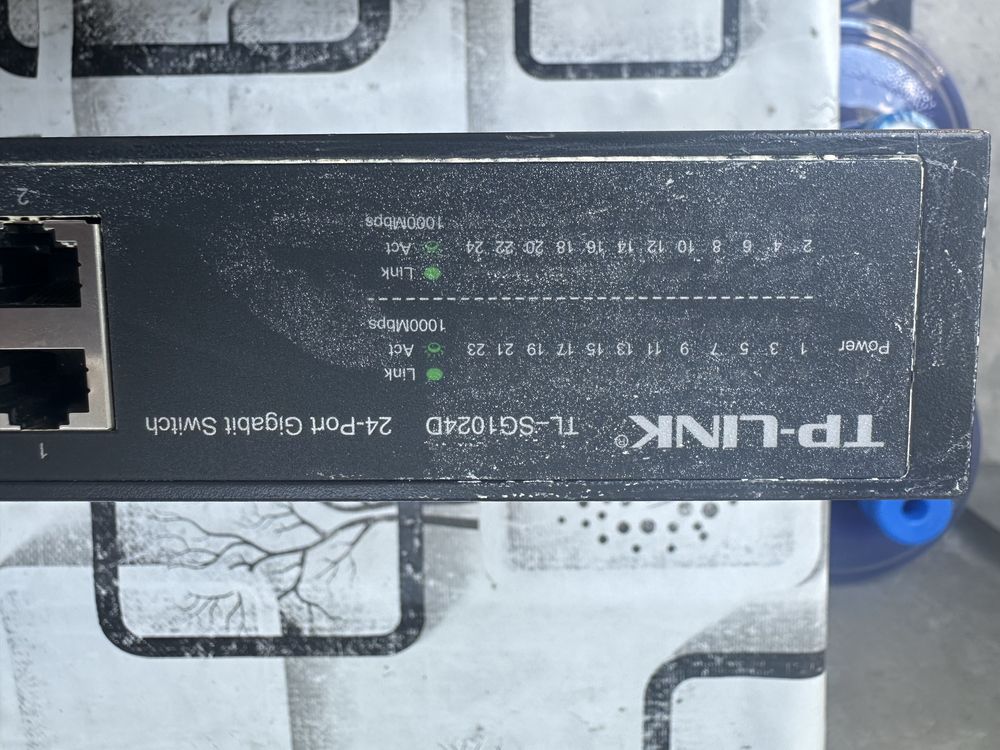 TP-LINK® TL-SG1024D 24-Port Gigabit Switch
1
Link
Power 1 3 5 7 9 11 13 15 17 19 21 23 Act
1000Mbps
Link
2 4 6 8 10 12 14 16 18 20 22 24 Act
1000Mbps
2